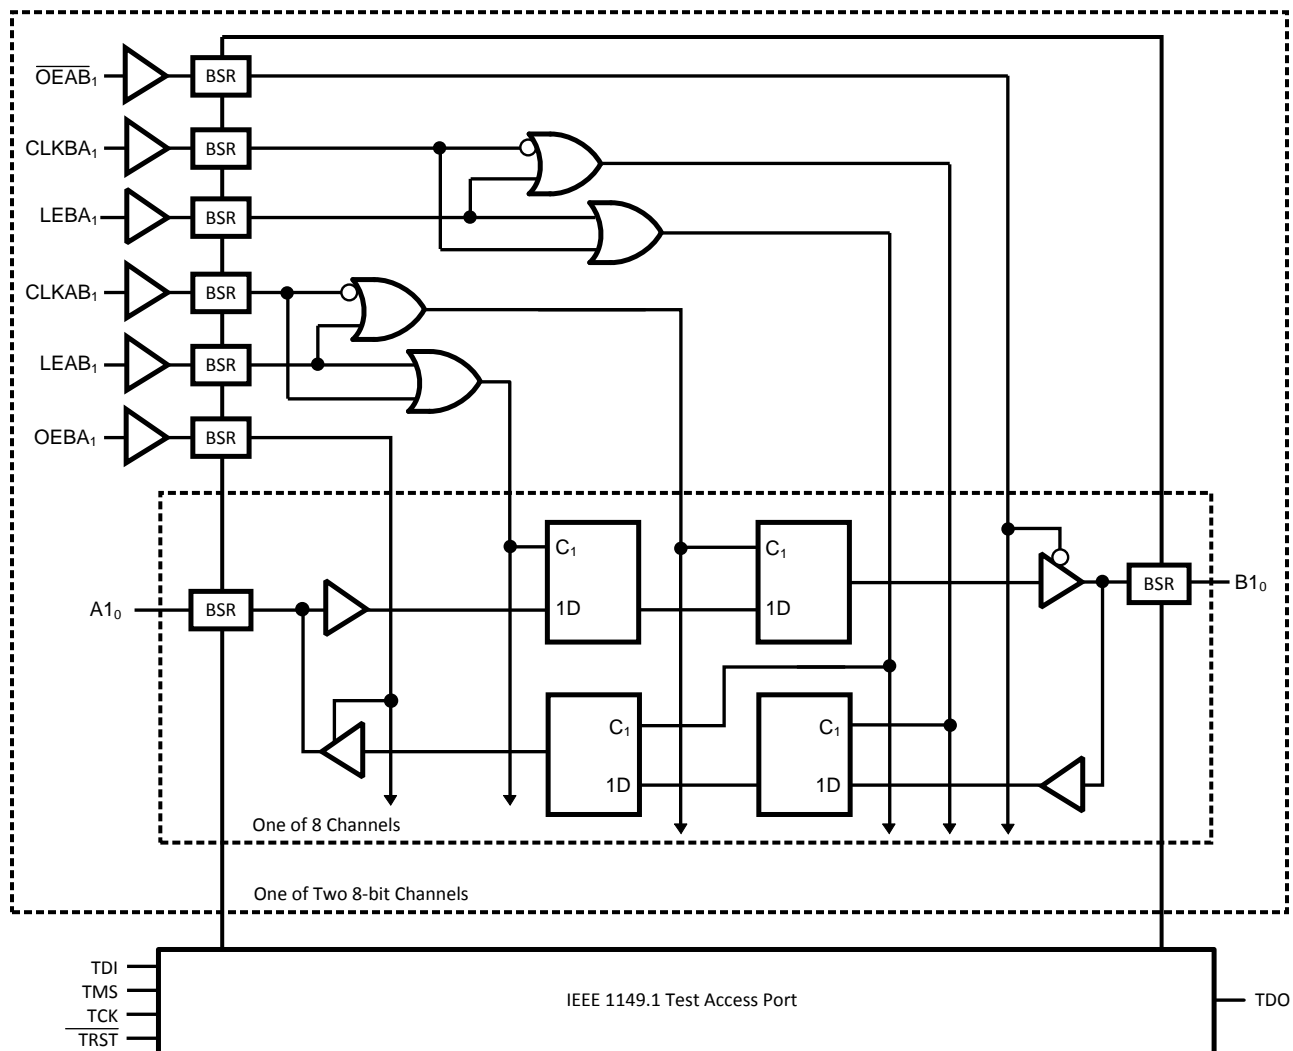 OEAB₁ BSR
CLKBA₁ BSR
LEBA₁ BSR
CLKAB₁ BSR
LEAB₁ BSR
OEBA₁ BSR
C₁ C₁
1D 1D
A1₀ BSR BSR B1₀
C₁ C₁
1D 1D
One of 8 Channels
One of Two 8-bit Channels
TDI
TMS
TCK
TRST
IEEE 1149.1 Test Access Port
TDO